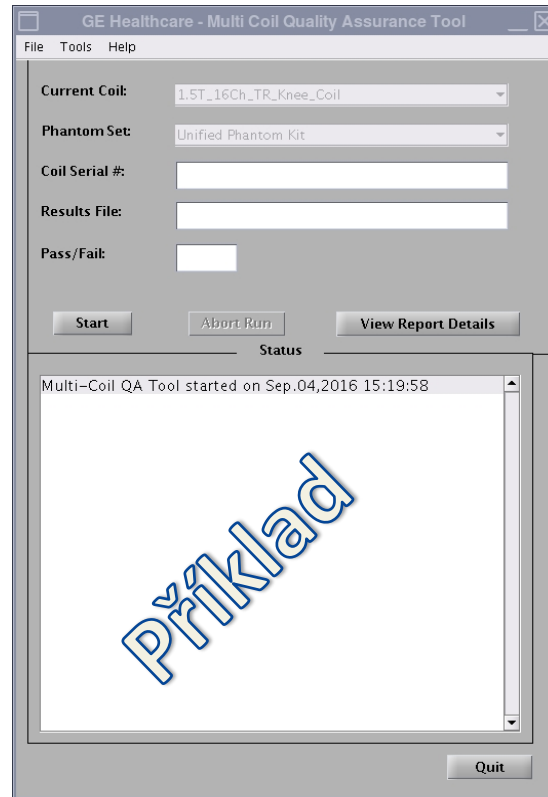 GE Healthcare - Multi Coil Quality Assurance Tool
File Tools Help
Current Coil: 1.5T_16Ch_TR_Knee_Coil
Phantom Set: Unified Phantom Kit
Coil Serial #:
Results File:
Pass/Fail:
Start Abort Run View Report Details
Status
Multi-Coil QA Tool started on Sep.04,2016 15:19:58
Příklad
Quit